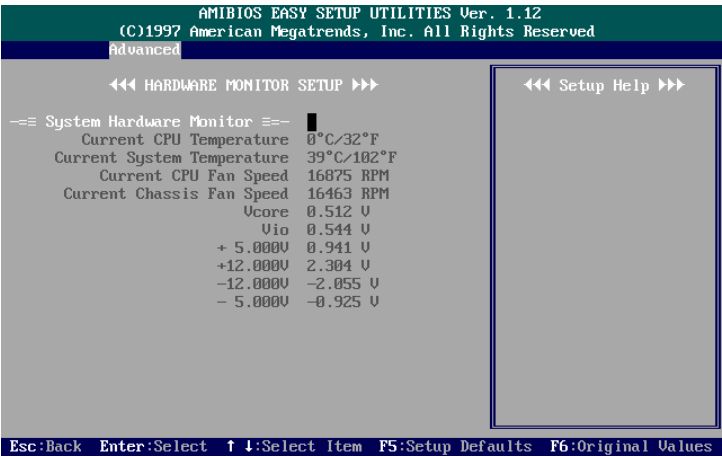 AMIBIOS EASY SETUP UTILITIES Ver. 1.12
(C)1997 American Megatrends, Inc. All Rights Reserved
Advanced
HARDWARE MONITOR SETUP
Setup Help
-=≡ System Hardware Monitor ≡=-
Current CPU Temperature 0°C/32°F
Current System Temperature 39°C/102°F
Current CPU Fan Speed 16875 RPM
Current Chassis Fan Speed 16463 RPM
Vcore 0.512 V
Vio 0.544 V
+ 5.000V 0.941 V
+12.000V 2.304 V
-12.000V -2.055 V
- 5.000V -0.925 V
Esc:Back Enter:Select ↑ ↓:Select Item F5:Setup Defaults F6:Original Values